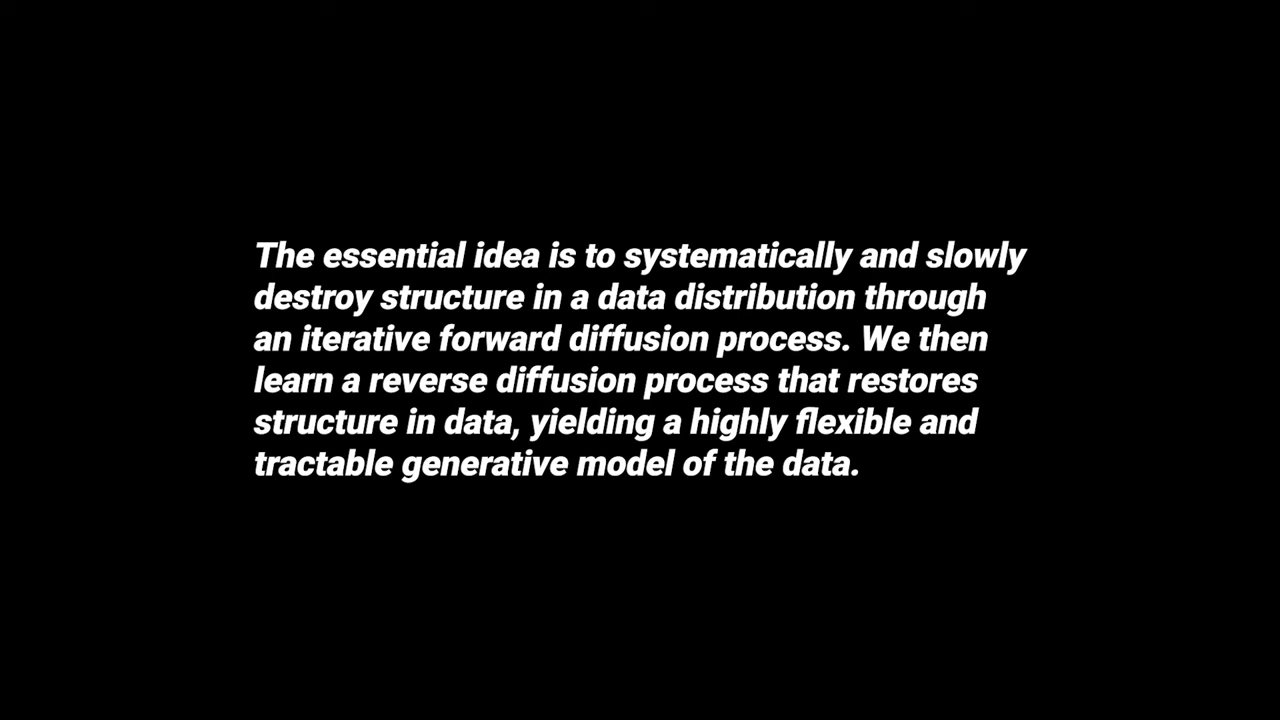 The essential idea is to systematically and slowly
destroy structure in a data distribution through
an iterative forward diffusion process. We then
learn a reverse diffusion process that restores
structure in data, yielding a highly flexible and
tractable generative model of the data.